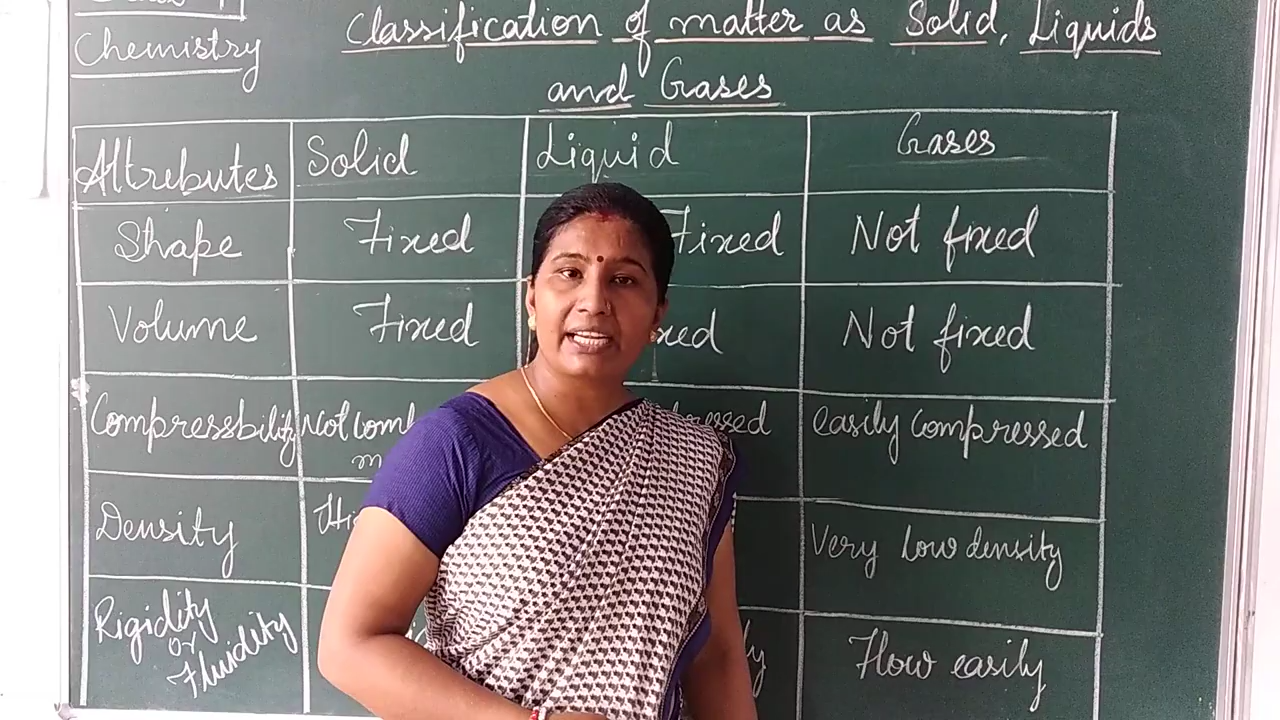 Chemistry
Classification of matter as Solid, Liquids
and Gases
Attributes Solid Liquid Gases
Shape Fixed Fixed Not fixed
Volume Fixed Not fixed
Compressbility Not easily compressed
Density Very low density
Rigidity Flow easily
or
Fluidity